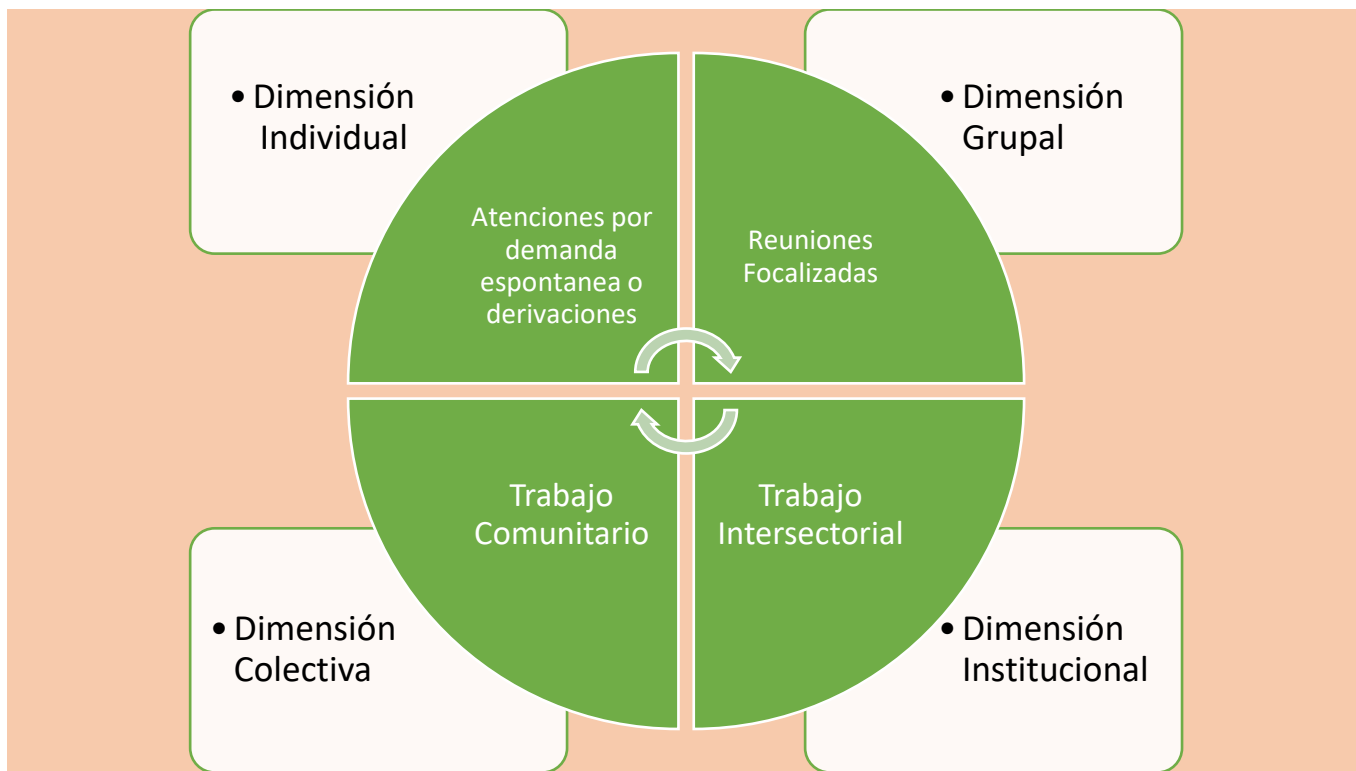 • Dimensión
Individual
• Dimensión
Grupal
Atenciones por
demanda
espontanea o
derivaciones
Reuniones
Focalizadas
Trabajo
Comunitario
Trabajo
Intersectorial
• Dimensión
Colectiva
• Dimensión
Institucional